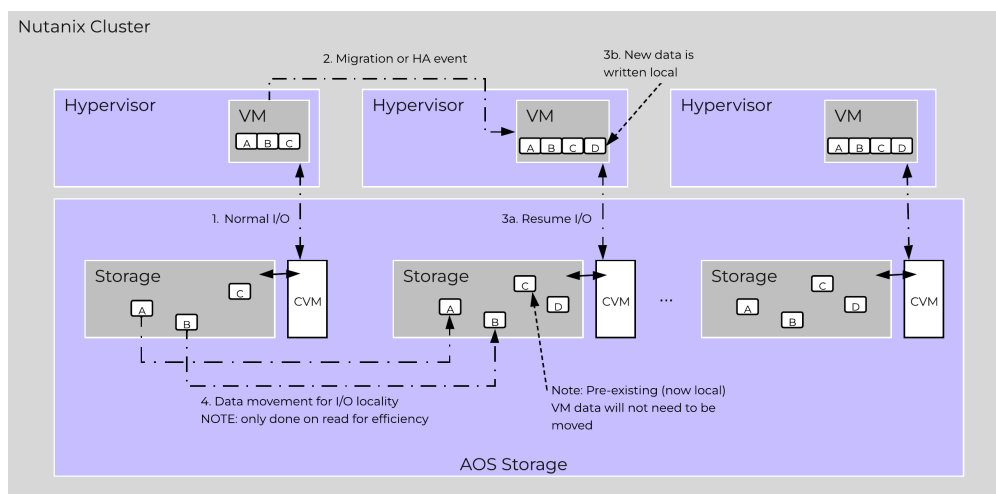 Nutanix Cluster
2. Migration or HA event
3b. New data is
written local
Hypervisor
VM
A B C
Hypervisor
VM
A B C D
Hypervisor
VM
A B C D
1. Normal I/O
3a. Resume I/O
Storage
A
B
C
CVM
Storage
A
B
C
D
CVM
...
Storage
A
B
C
D
CVM
4. Data movement for I/O locality
NOTE: only done on read for efficiency
Note: Pre-existing (now local)
VM data will not need to be
moved
AOS Storage